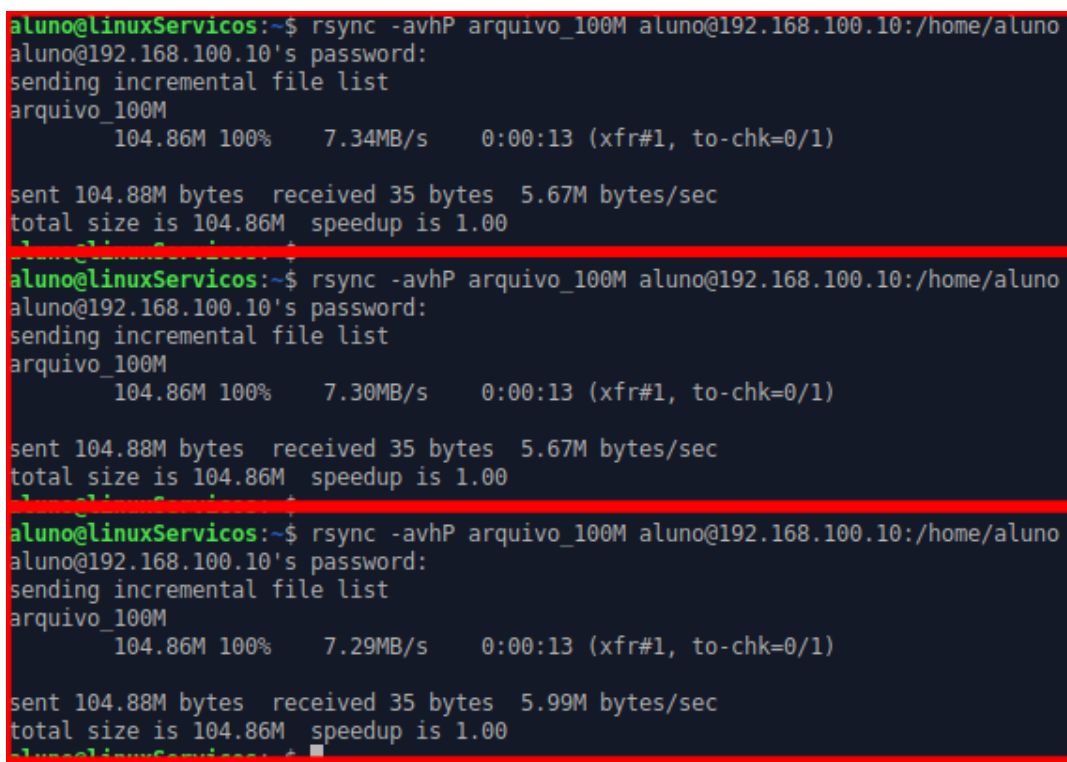 aluno@linuxServicos:~$ rsync -avhP arquivo_100M aluno@192.168.100.10:/home/aluno
aluno@192.168.100.10's password:
sending incremental file list
arquivo_100M
104.86M 100% 7.34MB/s 0:00:13 (xfr#1, to-chk=0/1)
sent 104.88M bytes received 35 bytes 5.67M bytes/sec
total size is 104.86M speedup is 1.00
aluno@linuxServicos:~$ rsync -avhP arquivo_100M aluno@192.168.100.10:/home/aluno
aluno@192.168.100.10's password:
sending incremental file list
arquivo_100M
104.86M 100% 7.30MB/s 0:00:13 (xfr#1, to-chk=0/1)
sent 104.88M bytes received 35 bytes 5.67M bytes/sec
total size is 104.86M speedup is 1.00
aluno@linuxServicos:~$ rsync -avhP arquivo_100M aluno@192.168.100.10:/home/aluno
aluno@192.168.100.10's password:
sending incremental file list
arquivo_100M
104.86M 100% 7.29MB/s 0:00:13 (xfr#1, to-chk=0/1)
sent 104.88M bytes received 35 bytes 5.99M bytes/sec
total size is 104.86M speedup is 1.00